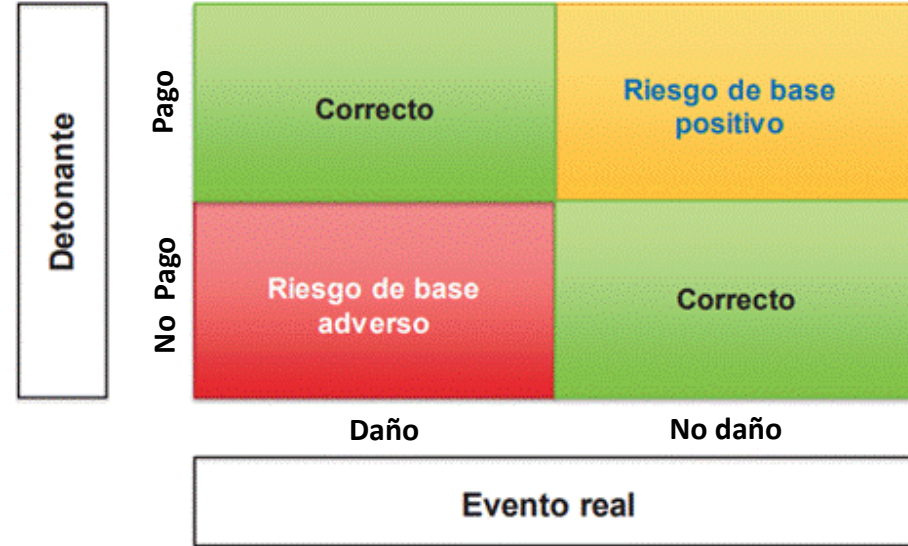 Detonante
Pago
Correcto
Riesgo de base
positivo
No Pago
Riesgo de base
adverso
Correcto
Daño
No daño
Evento real